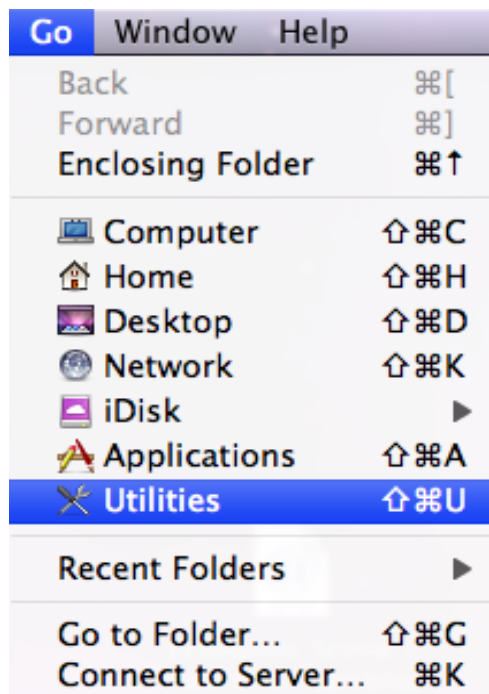 Go Window Help
Back ⌘[
Forward ⌘]
Enclosing Folder ⌘↑
Computer ⇧⌘C
Home ⇧⌘H
Desktop ⇧⌘D
Network ⇧⌘K
iDisk ▶
Applications ⇧⌘A
Utilities ⇧⌘U
Recent Folders ▶
Go to Folder... ⇧⌘G
Connect to Server... ⌘K